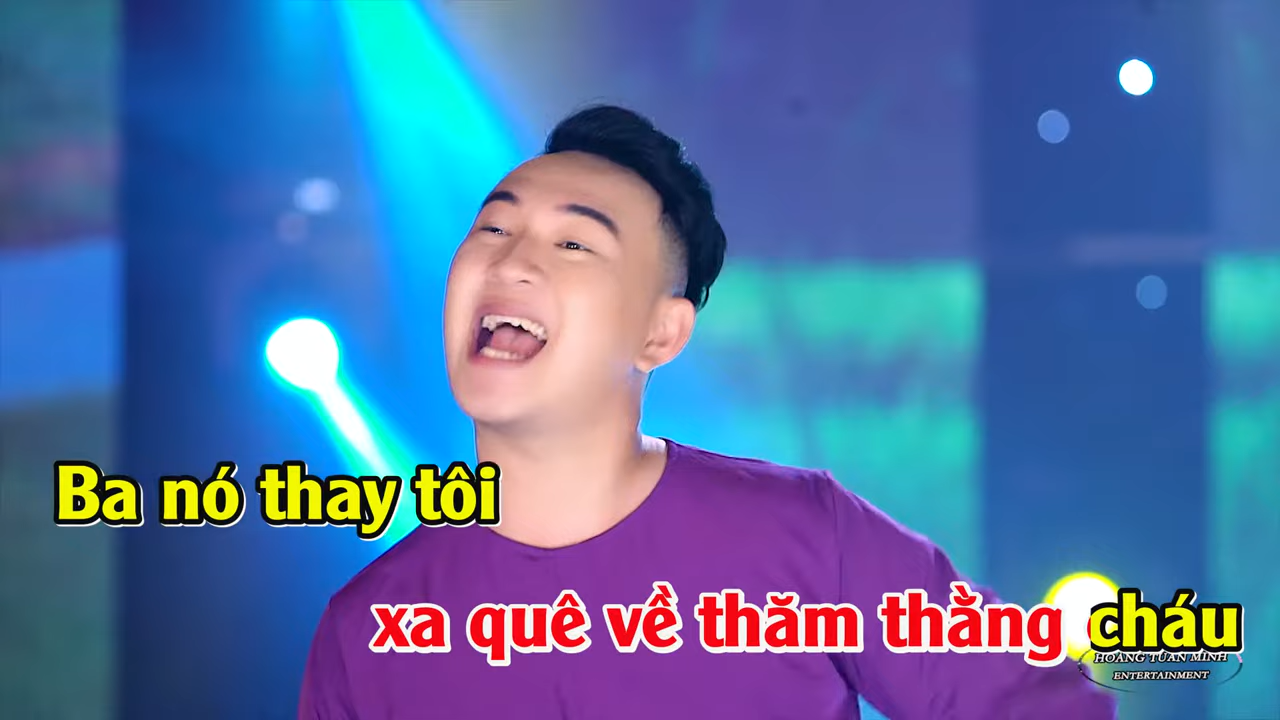 Ba nó thay tôi
xa quê về thăm thằng cháu
HOÀNG TUẤN MINH
ENTERTAINMENT